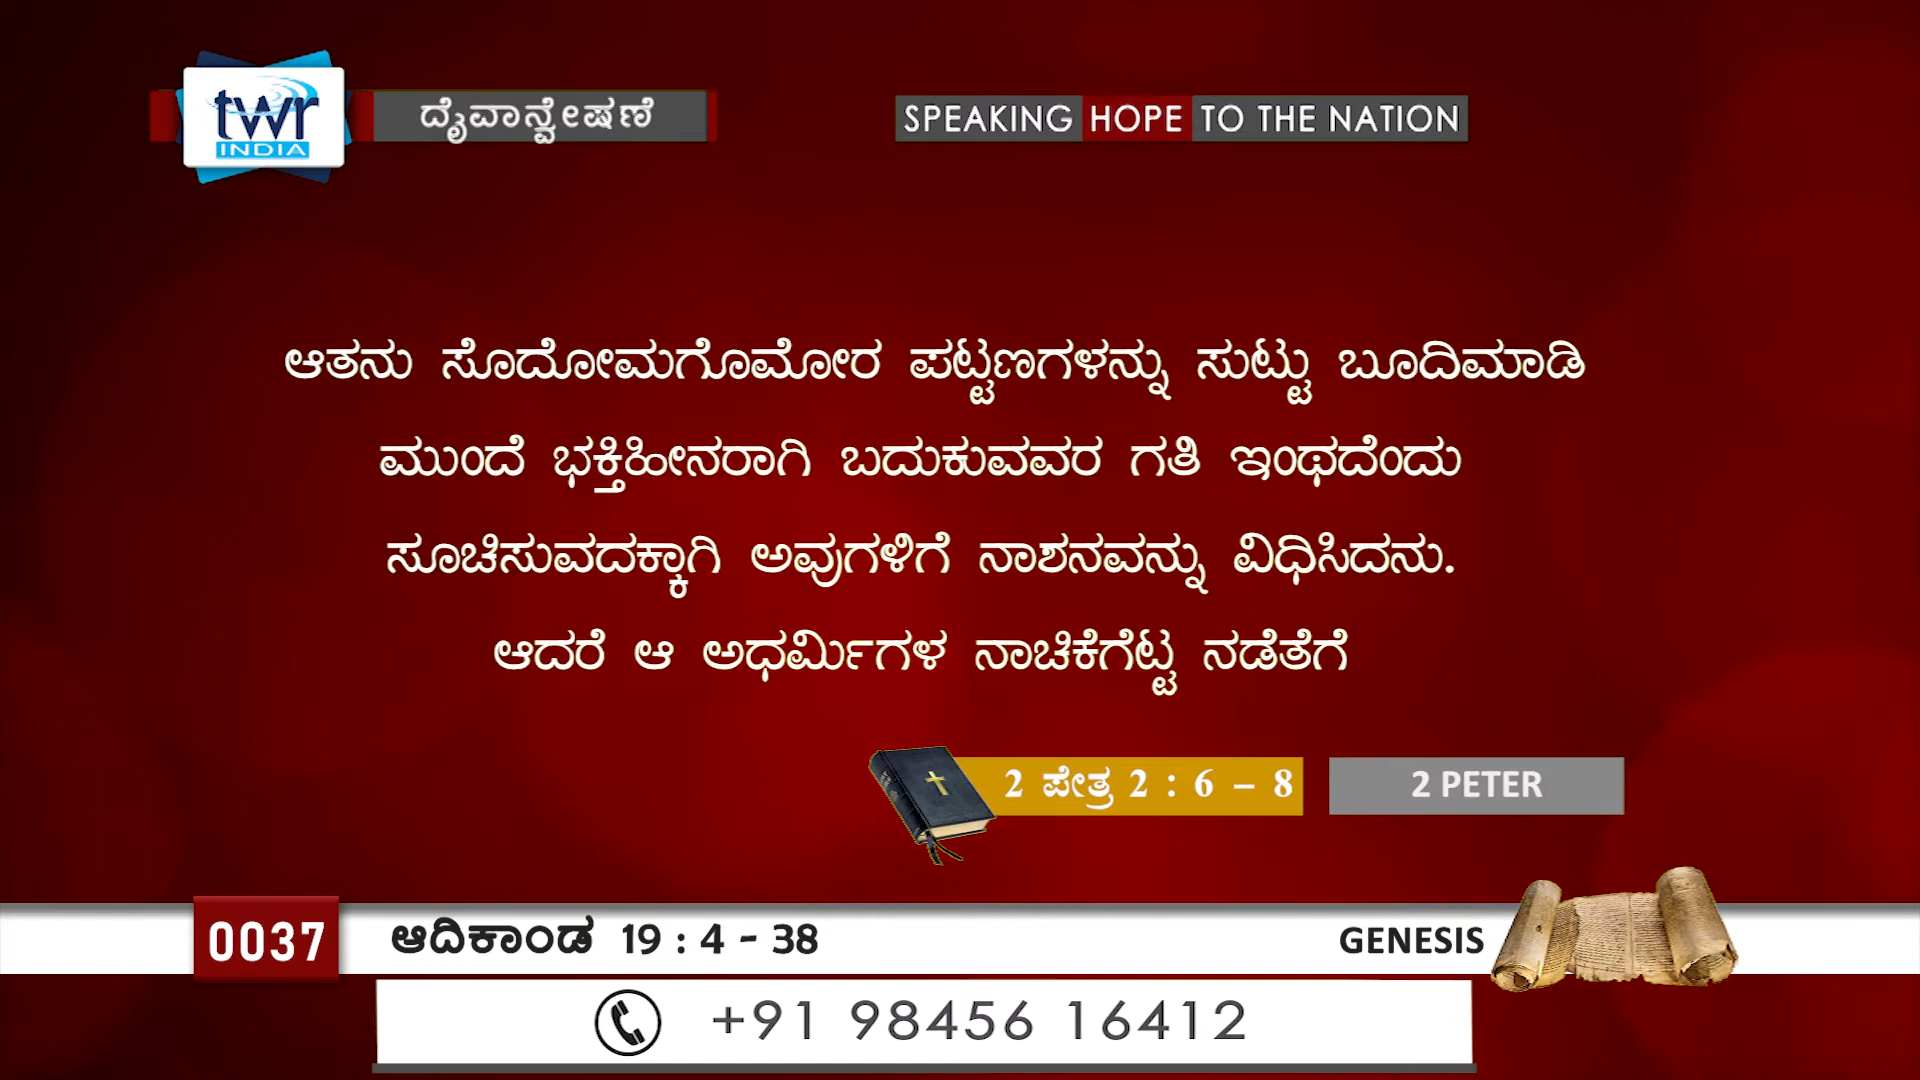 twr
INDIA
ದೈವಾನ್ವೇಷಣೆ
SPEAKING HOPE TO THE NATION
ಆತನು ಸೊದೋಮಗೊಮೋರ ಪಟ್ಟಣಗಳನ್ನು ಸುಟ್ಟು ಬೂದಿಮಾಡಿ
ಮುಂದೆ ಭಕ್ತಿಹೀನರಾಗಿ ಬದುಕುವವರ ಗತಿ ಇಂಥದೆಂದು
ಸೂಚಿಸುವದಕ್ಕಾಗಿ ಅವುಗಳಿಗೆ ನಾಶನವನ್ನು ವಿಧಿಸಿದನು.
ಆದರೆ ಆ ಅಧರ್ಮಿಗಳ ನಾಚಿಕೆಗೆಟ್ಟ ನಡೆತೆಗೆ
2 ಪೇತ್ರ 2 : 6 – 8
2 PETER
0037
ಆದಿಕಾಂಡ 19 : 4 - 38
GENESIS
+91 98456 16412